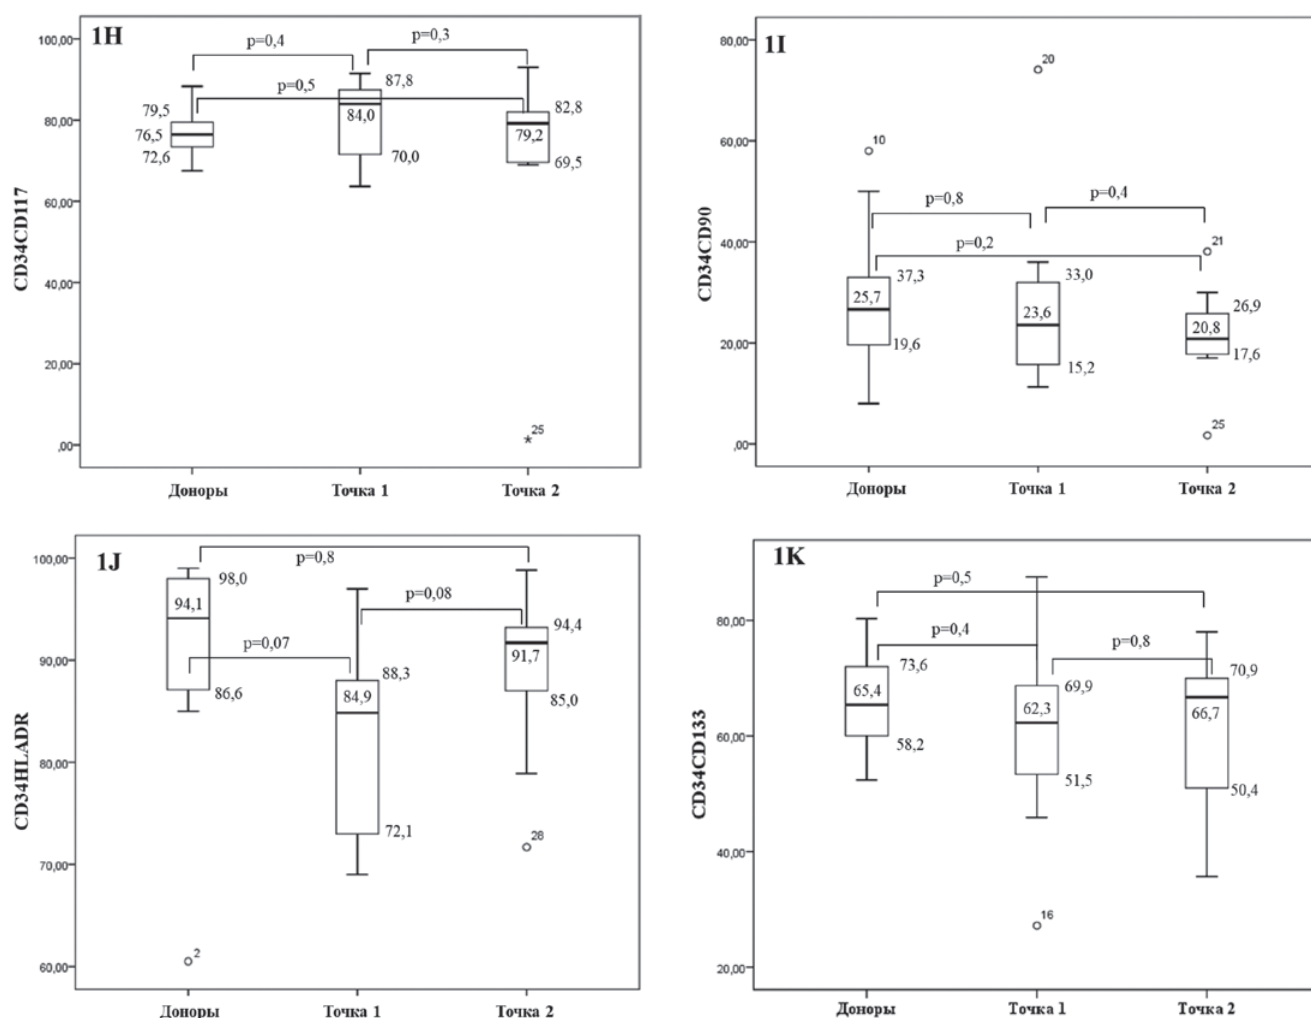 1H
p=0,4
p=0,3
p=0,5
100,00
80,00
60,00
40,00
20,00
,00
CD34CD117
79,5
76,5
72,6
87,8
84,0
70,0
82,8
79,2
69,5
*25
Доноры
Точка 1
Точка 2
1I
20
10
p=0,8
p=0,4
p=0,2
21
80,00
60,00
40,00
20,00
,00
CD34CD90
37,3
25,7
19,6
33,0
23,6
15,2
26,9
20,8
17,6
25
Доноры
Точка 1
Точка 2
1J
p=0,8
p=0,08
p=0,07
100,00
90,00
80,00
70,00
60,00
CD34HLADR
98,0
94,1
86,6
88,3
84,9
72,1
94,4
91,7
85,0
28
2
Доноры
Точка 1
Точка 2
1K
p=0,5
p=0,4
p=0,8
80,00
60,00
40,00
20,00
CD34CD133
73,6
65,4
58,2
69,9
62,3
51,5
70,9
66,7
50,4
16
Доноры
Точка 1
Точка 2